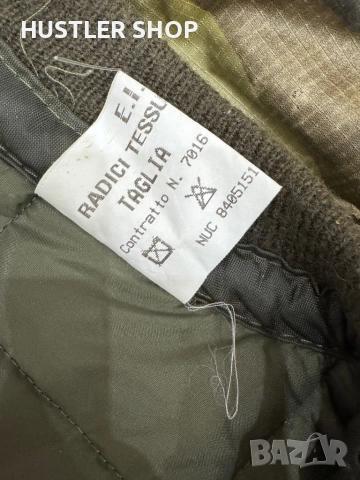 HUSTLER SHOP
E.I.
RADICI TESSU
TAGLIA
Contratto N. 7016
NUC 8405151
BAZAR